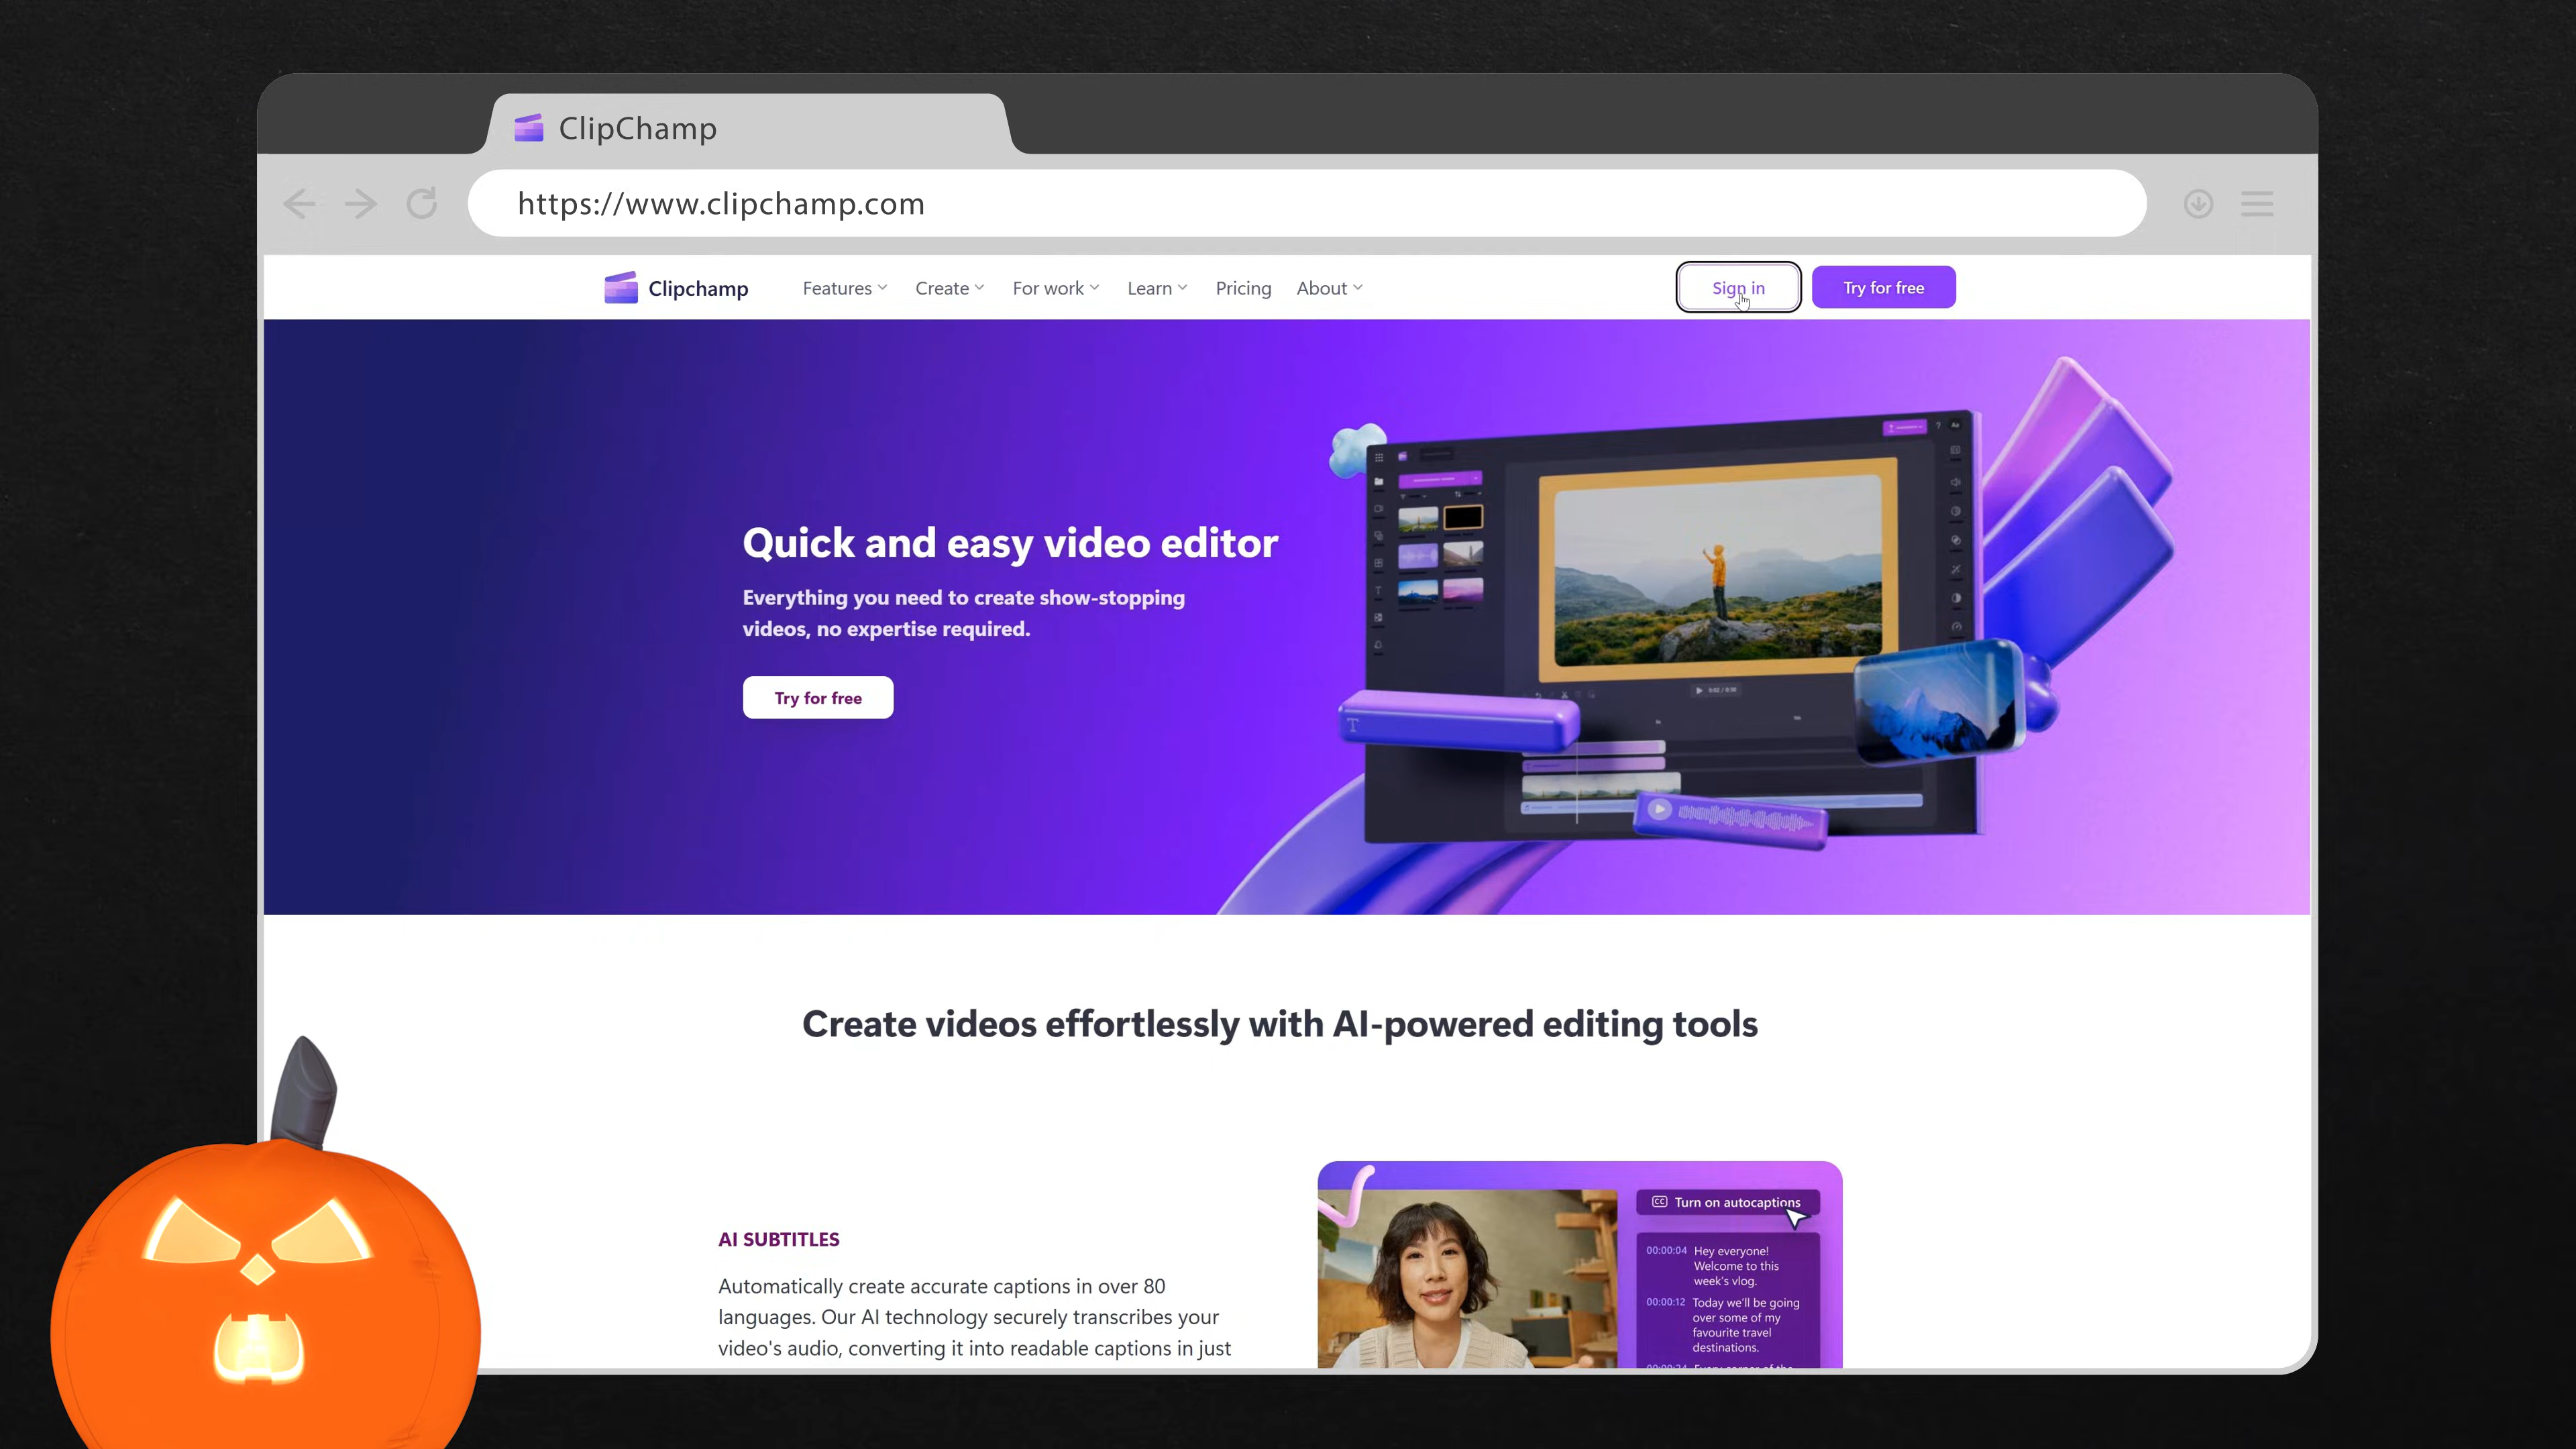 ClipChamp
https://www.clipchamp.com
Clipchamp Features Create For work Learn Pricing About Sign in Try for free
Quick and easy video editor
Everything you need to create show-stopping
videos, no expertise required.
Try for free
T
0:02 / 0:30
Create videos effortlessly with AI-powered editing tools
AI SUBTITLES
Automatically create accurate captions in over 80
languages. Our AI technology securely transcribes your
video's audio, converting it into readable captions in just
CC Turn on autocaptions
00:00:04 Hey everyone!
Welcome to this
week's vlog.
00:00:12 Today we'll be going
over some of my
favourite travel
destinations.